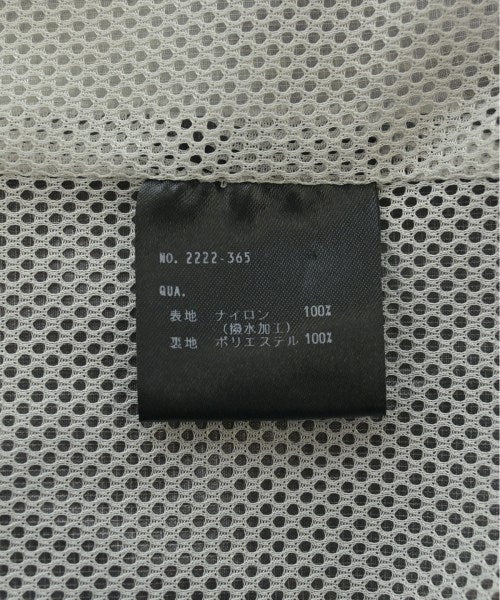 NO. 2222-365
QUA.
表地 ナイロン 100%
(撥水加工)
裏地 ポリエステル 100%